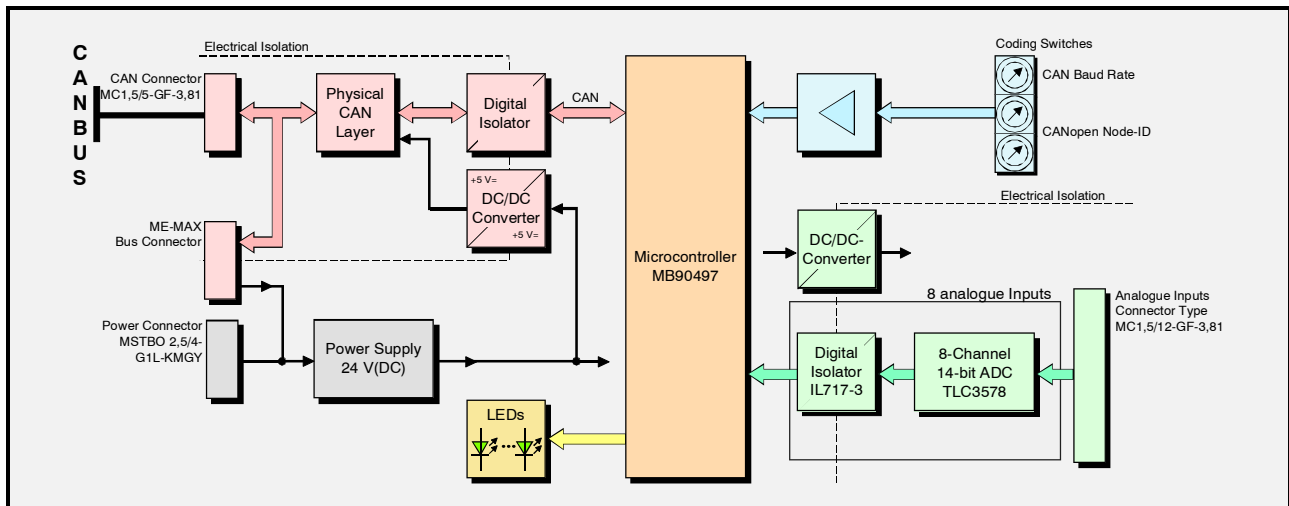 C
A
N
B
U
S
Electrical Isolation
CAN Connector
MC1,5/5-GF-3,81
Physical
CAN
Layer
Digital
Isolator
CAN
+5 V=
DC/DC
Converter
+5 V=
ME-MAX
Bus Connector
Power Connector
MSTBO 2,5/4-
G1L-KMGY
Power Supply
24 V(DC)
LEDs
Microcontroller
MB90497
Coding Switches
CAN Baud Rate
CANopen Node-ID
Electrical Isolation
DC/DC-
Converter
8 analogue Inputs
Digital
Isolator
IL717-3
8-Channel
14-bit ADC
TLC3578
Analogue Inputs
Connector Type
MC1,5/12-GF-3,81